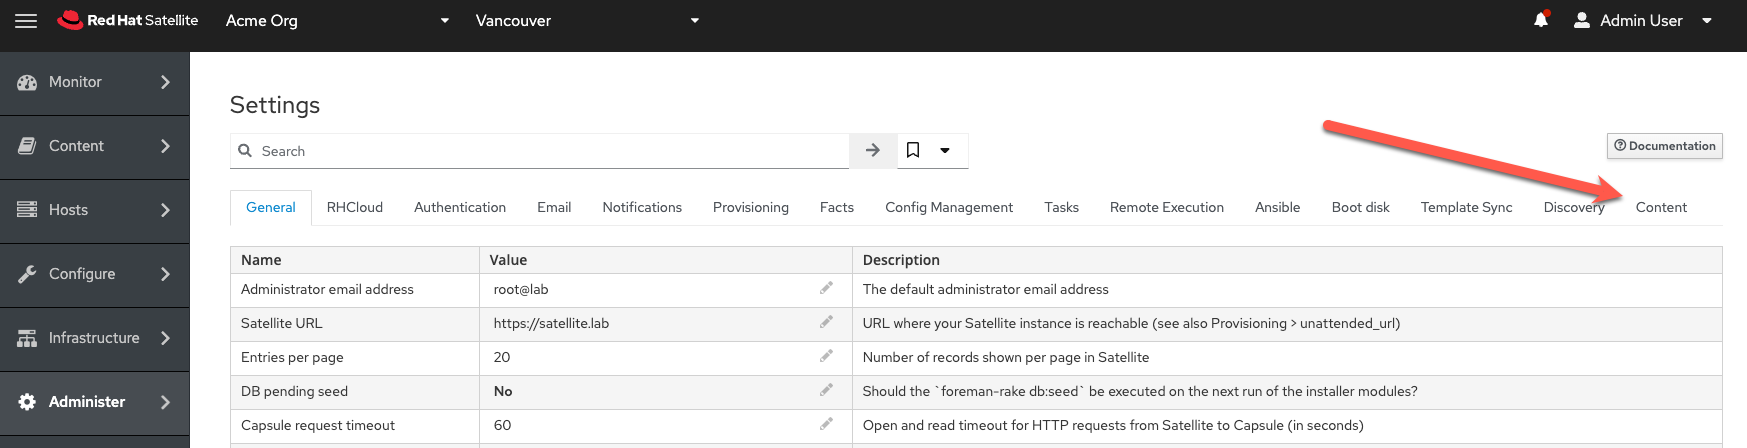 Red Hat Satellite Acme Org Vancouver Admin User
Monitor
Content
Hosts
Configure
Infrastructure
Administer
Settings
Search
Documentation
General RHCloud Authentication Email Notifications Provisioning Facts Config Management Tasks Remote Execution Ansible Boot disk Template Sync Discovery Content
Name Value Description
Administrator email address root@lab The default administrator email address
Satellite URL https://satellite.lab URL where your Satellite instance is reachable (see also Provisioning > unattended_url)
Entries per page 20 Number of records shown per page in Satellite
DB pending seed No Should the `foreman-rake db:seed` be executed on the next run of the installer modules?
Capsule request timeout 60 Open and read timeout for HTTP requests from Satellite to Capsule (in seconds)